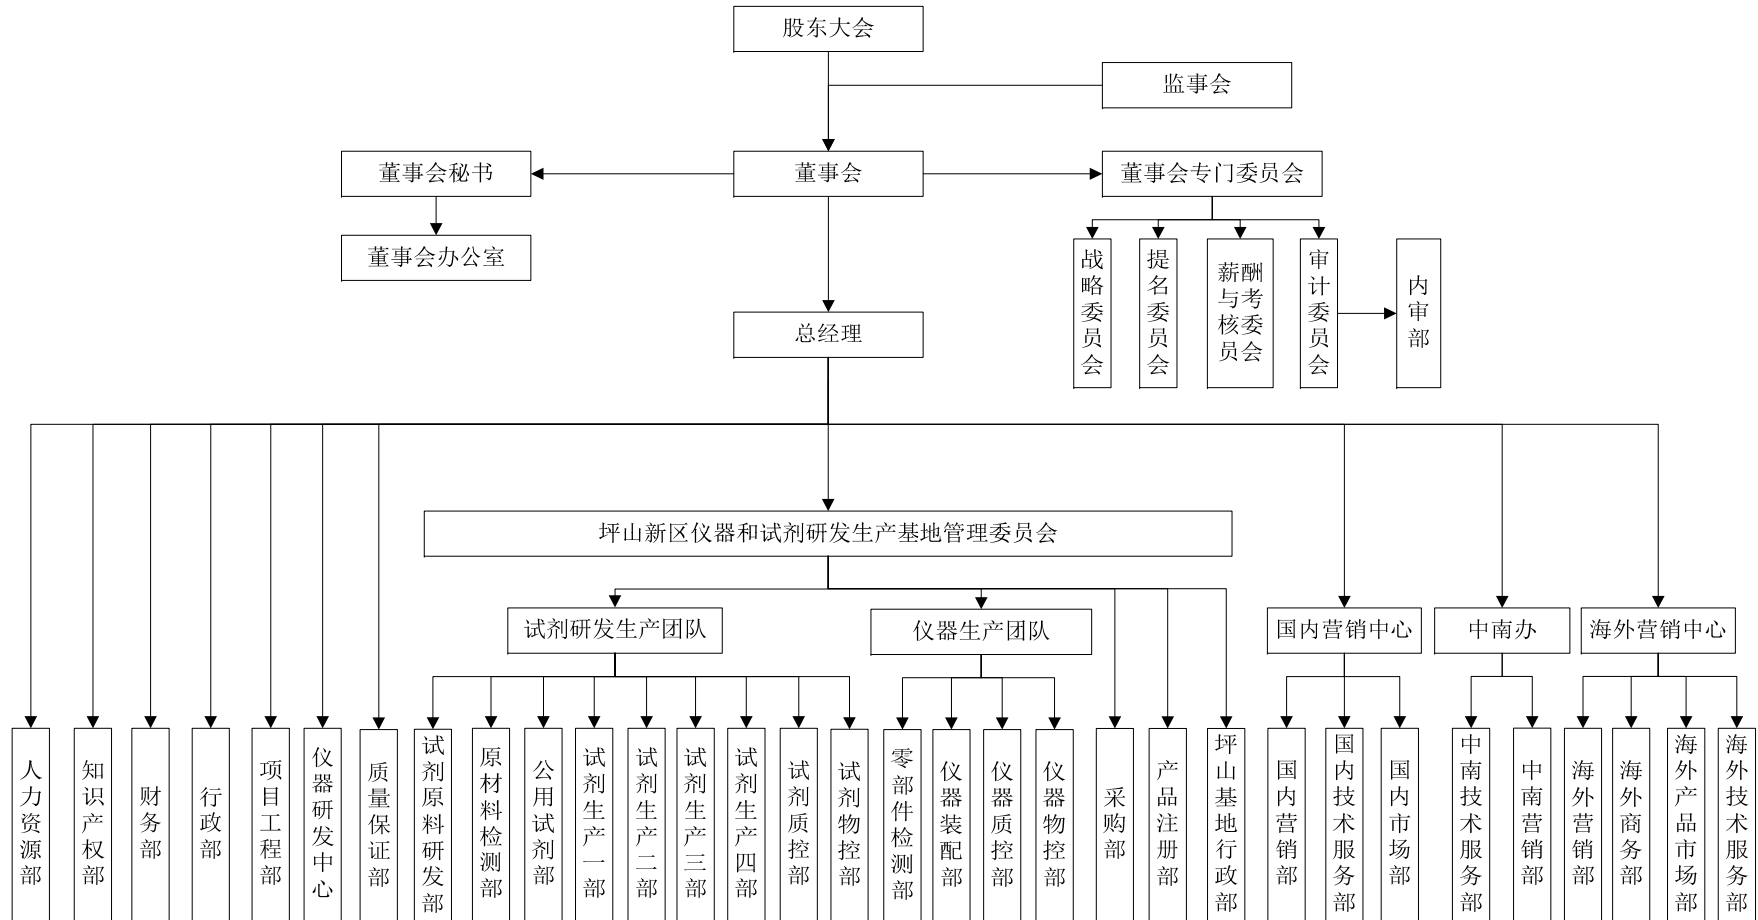 股东大会
监事会
董事会秘书
董事会
董事会专门委员会
董事会办公室
战略委员会
提名委员会
薪酬与考核委员会
审计委员会
内审部
总经理
坪山新区仪器和试剂研发生产基地管理委员会
试剂研发生产团队
仪器生产团队
国内营销中心
中南办
海外营销中心
人力资源部
知识产权部
财务部
行政部
项目工程部
仪器研发中心
质量保证部
试剂原料研发部
原材料检测部
公用试剂部
试剂生产一部
试剂生产二部
试剂生产三部
试剂生产四部
试剂质控部
试剂物控部
零部件检测部
仪器装配部
仪器质控部
仪器物控部
采购部
产品注册部
坪山基地行政部
国内营销部
国内技术服务部
国内市场部
中南技术服务部
中南营销部
海外营销部
海外商务部
海外产品市场部
海外技术服务部